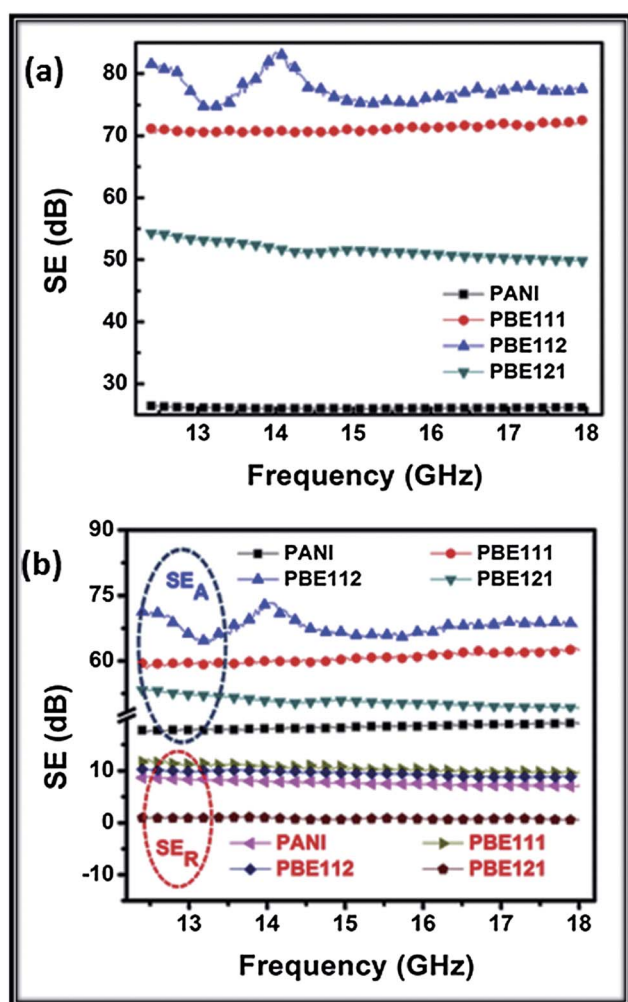 (a)
80
70
60
50
40
30
SE (dB)
PANI
PBE111
PBE112
PBE121
13 14 15 16 17 18
Frequency (GHz)
(b)
90
75
60
10
0
-10
SE (dB)
PANI PBE111
PBE112 PBE121
SE_A
SE_R
PANI PBE111
PBE112 PBE121
13 14 15 16 17 18
Frequency (GHz)